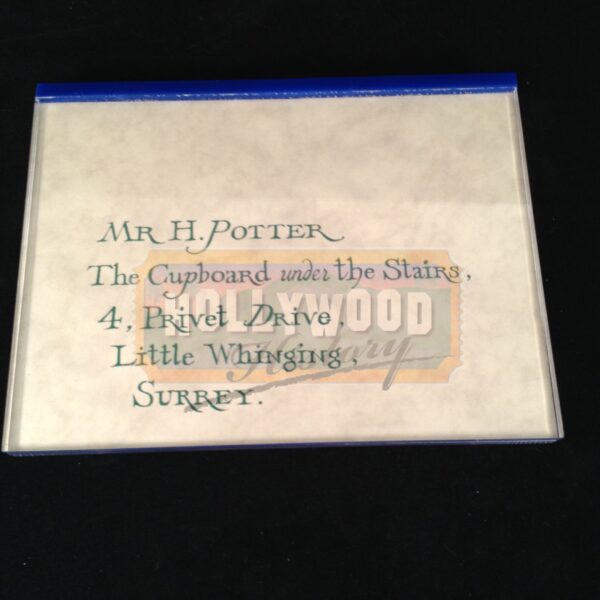 Mr H. Potter
The Cupboard under the Stairs,
4, Privet Drive,
Little Whinging,
Surrey.
HOLLYWOOD
History